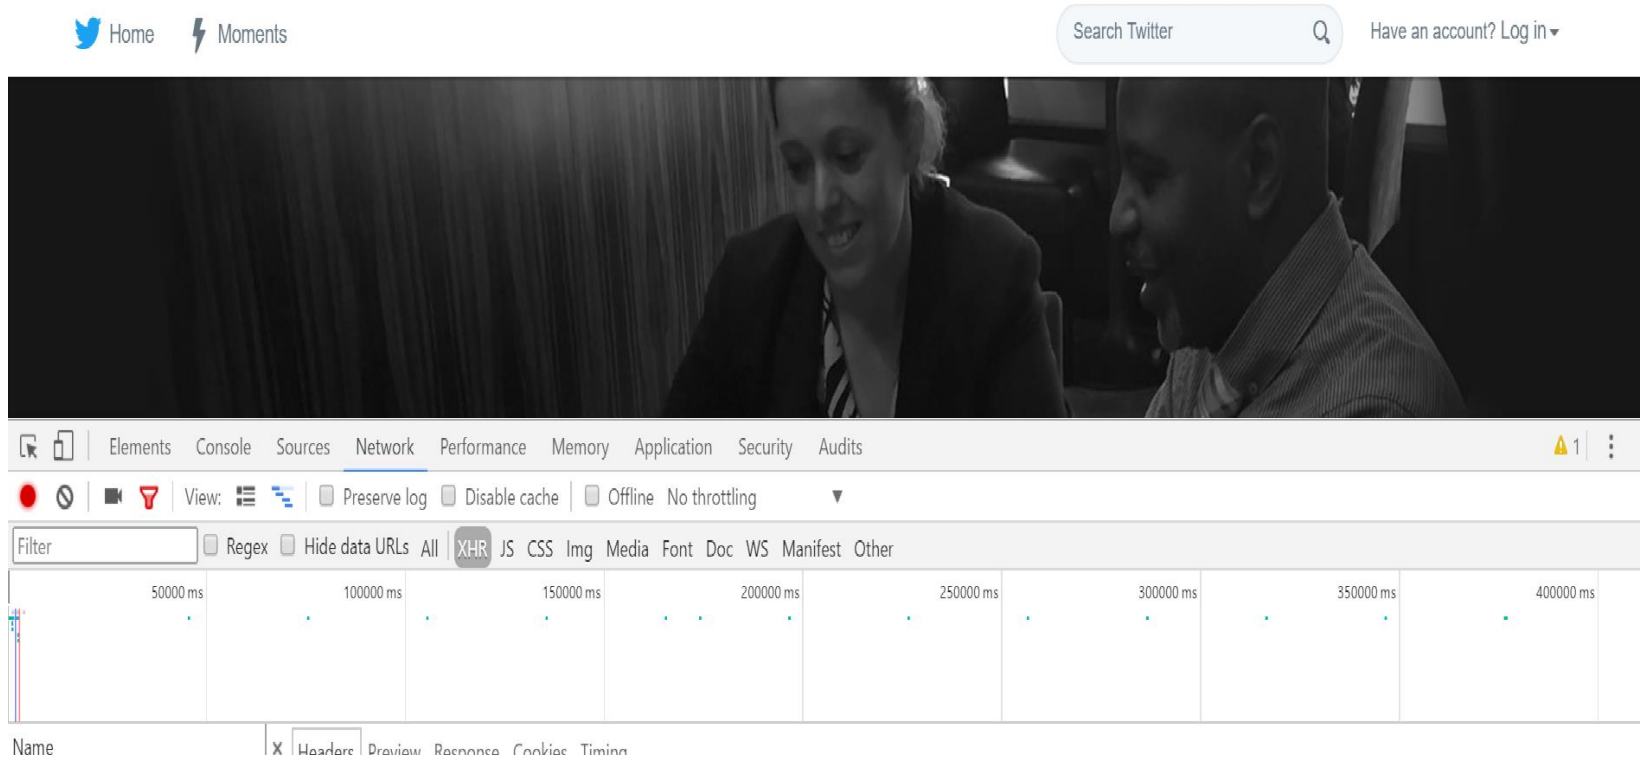 Home Moments Search Twitter Have an account? Log in
Elements Console Sources Network Performance Memory Application Security Audits 1
View: Preserve log Disable cache Offline No throttling
Filter Regex Hide data URLs All XHR JS CSS Img Media Font Doc WS Manifest Other
50000 ms 100000 ms 150000 ms 200000 ms 250000 ms 300000 ms 350000 ms 400000 ms
Name X Headers Preview Response Cookies Timing